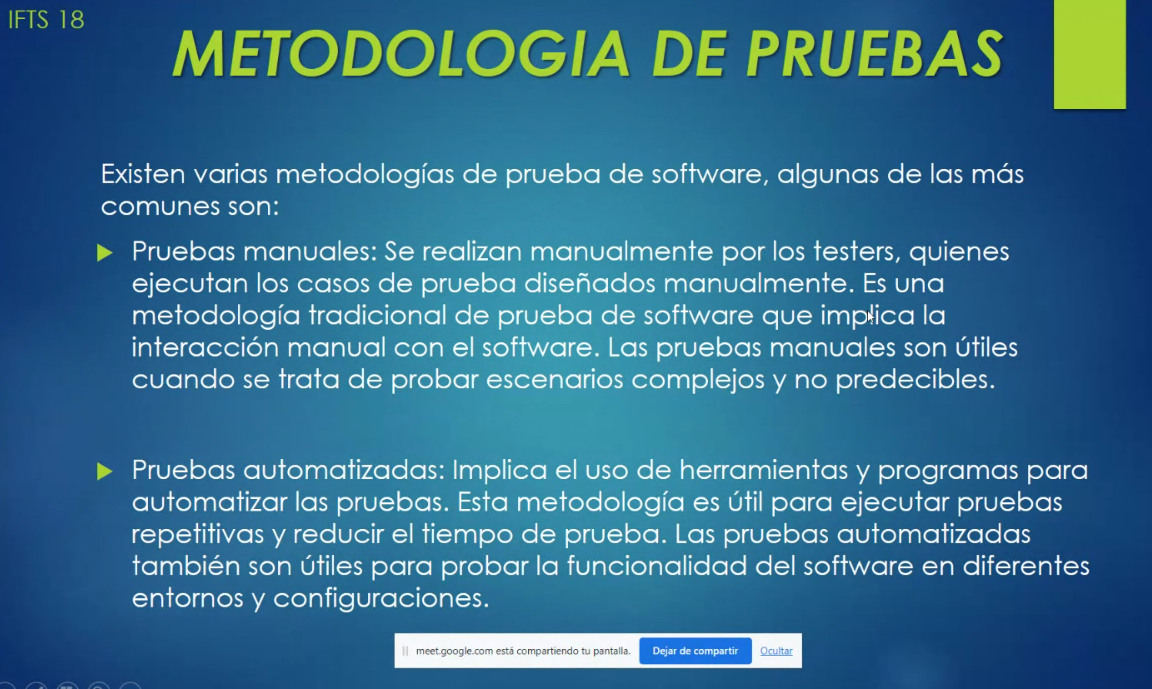 IFTS 18
METODOLOGIA DE PRUEBAS
Existen varias metodologías de prueba de software, algunas de las más
comunes son:
Pruebas manuales: Se realizan manualmente por los testers, quienes
ejecutan los casos de prueba diseñados manualmente. Es una
metodología tradicional de prueba de software que implica la
interacción manual con el software. Las pruebas manuales son útiles
cuando se trata de probar escenarios complejos y no predecibles.
Pruebas automatizadas: Implica el uso de herramientas y programas para
automatizar las pruebas. Esta metodología es útil para ejecutar pruebas
repetitivas y reducir el tiempo de prueba. Las pruebas automatizadas
también son útiles para probar la funcionalidad del software en diferentes
entornos y configuraciones.
meet.google.com está compartiendo tu pantalla. Dejar de compartir Ocultar